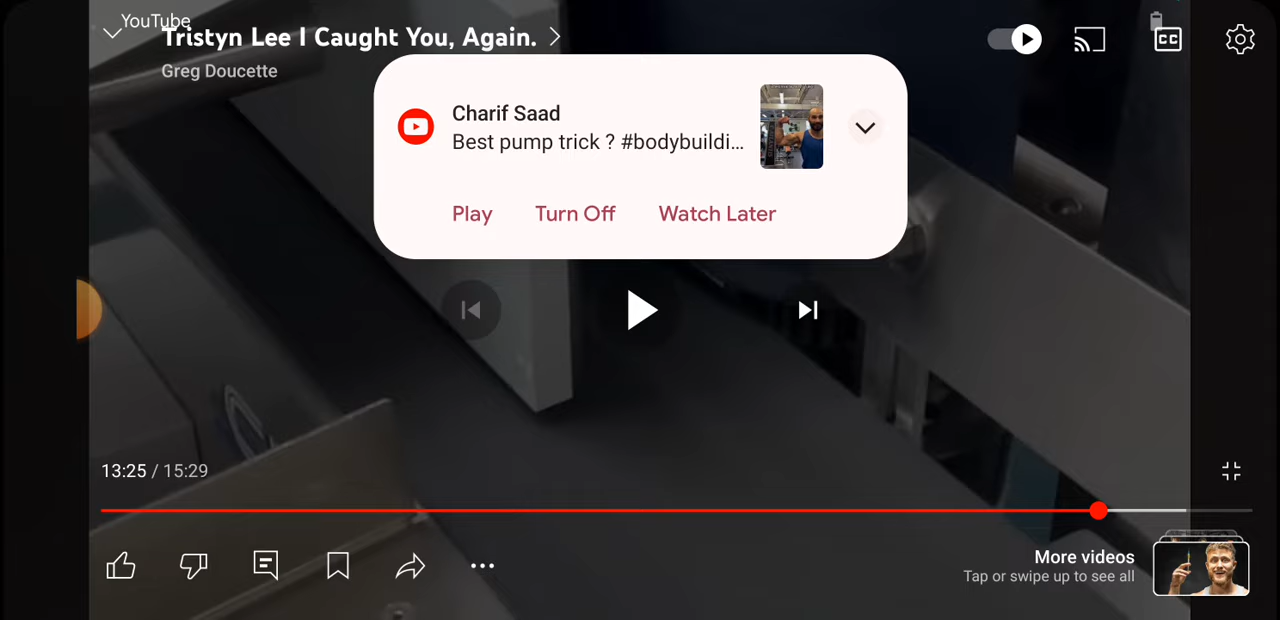 YouTube
Tristyn Lee I Caught You, Again.
Greg Doucette
CC
Charif Saad
Best pump trick ? #bodybuildi...
Play Turn Off Watch Later
13:25 / 15:29
More videos
Tap or swipe up to see all